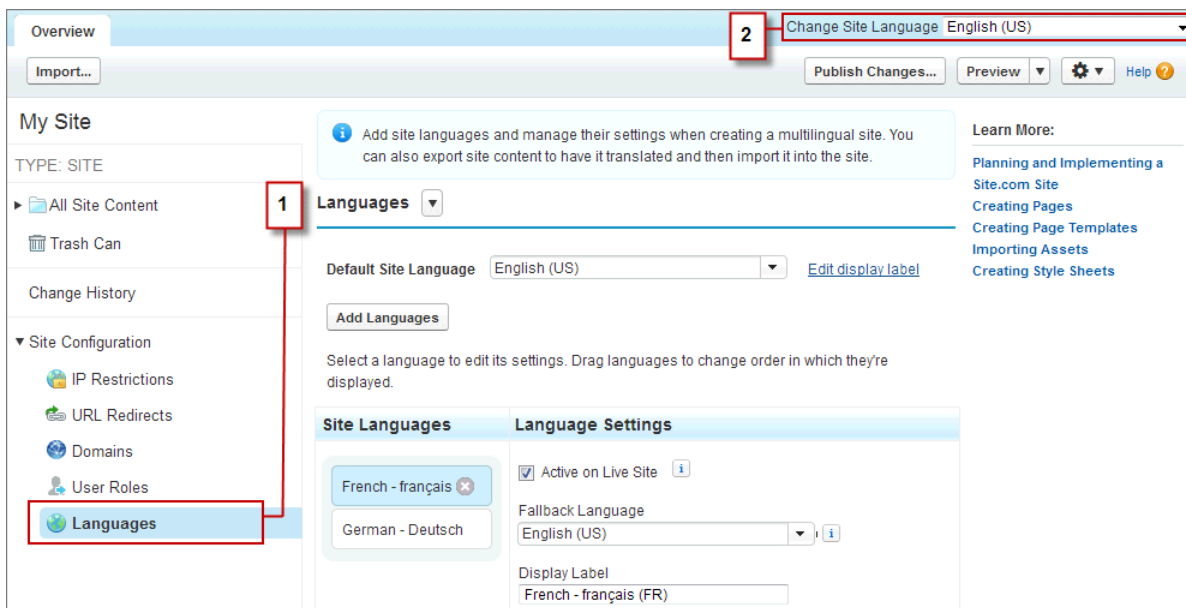 Overview
2
Change Site Language English (US)
Import...
Publish Changes...
Preview
Help ?
My Site
TYPE: SITE
All Site Content
Trash Can
Change History
Site Configuration
IP Restrictions
URL Redirects
Domains
User Roles
Languages
1
i
Add site languages and manage their settings when creating a multilingual site. You
can also export site content to have it translated and then import it into the site.
Languages
Default Site Language English (US) Edit display label
Add Languages
Select a language to edit its settings. Drag languages to change order in which they're
displayed.
Site Languages
French - français
German - Deutsch
Language Settings
Active on Live Site i
Fallback Language
English (US) i
Display Label
French - français (FR)
Learn More:
Planning and Implementing a
Site.com Site
Creating Pages
Creating Page Templates
Importing Assets
Creating Style Sheets